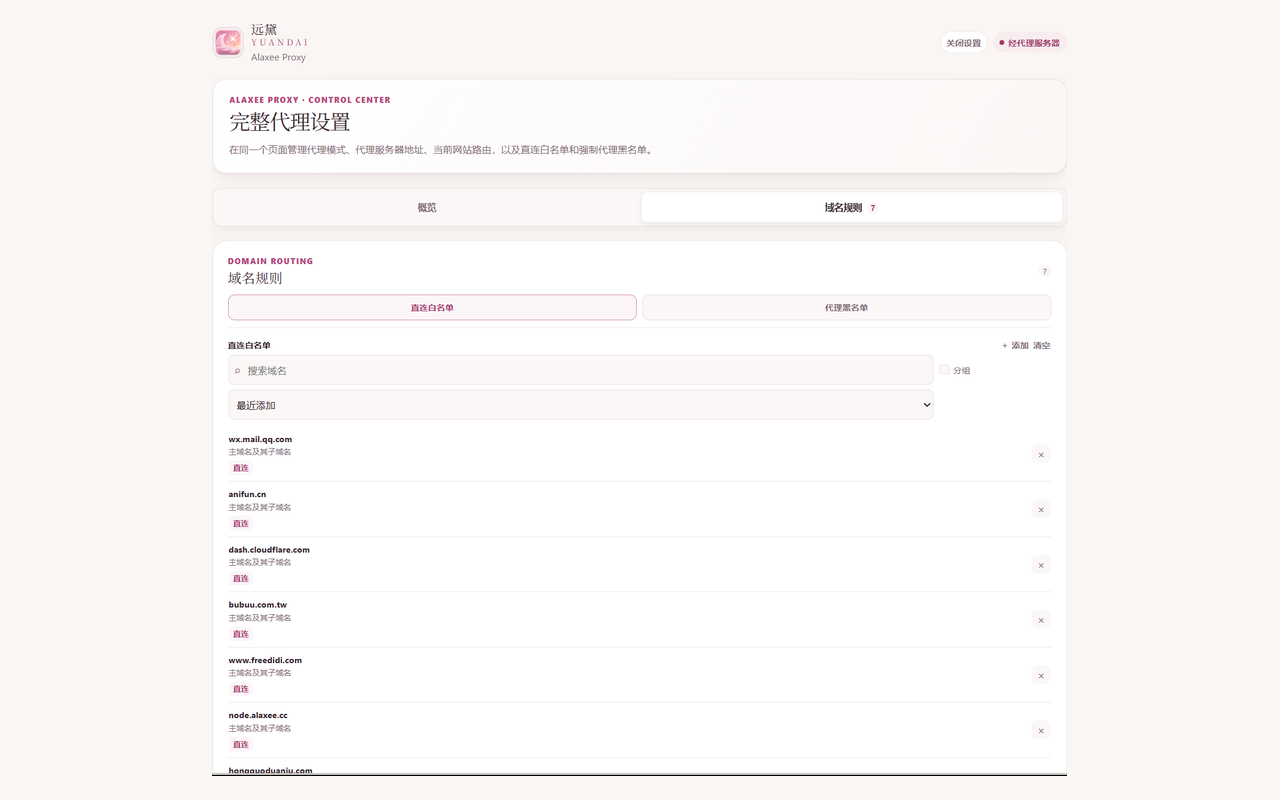 远黛
YUANDAI
Alaxee Proxy
关闭设置
经代理服务器
ALAXEE PROXY · CONTROL CENTER
完整代理设置
在同一个页面管理代理模式、代理服务器地址、当前网站路由，以及直连白名单和强制代理黑名单。
概览
域名规则 7
DOMAIN ROUTING
域名规则
7
直连白名单
代理黑名单
直连白名单
+ 添加 清空
搜索域名
分组
最近添加
wx.mail.qq.com
主域名及其子域名
直连
×
anifun.cn
主域名及其子域名
直连
×
dash.cloudflare.com
主域名及其子域名
直连
×
bubuu.com.tw
主域名及其子域名
直连
×
www.freedidi.com
主域名及其子域名
直连
×
node.alaxee.cc
主域名及其子域名
直连
×
hongguoduanju.com